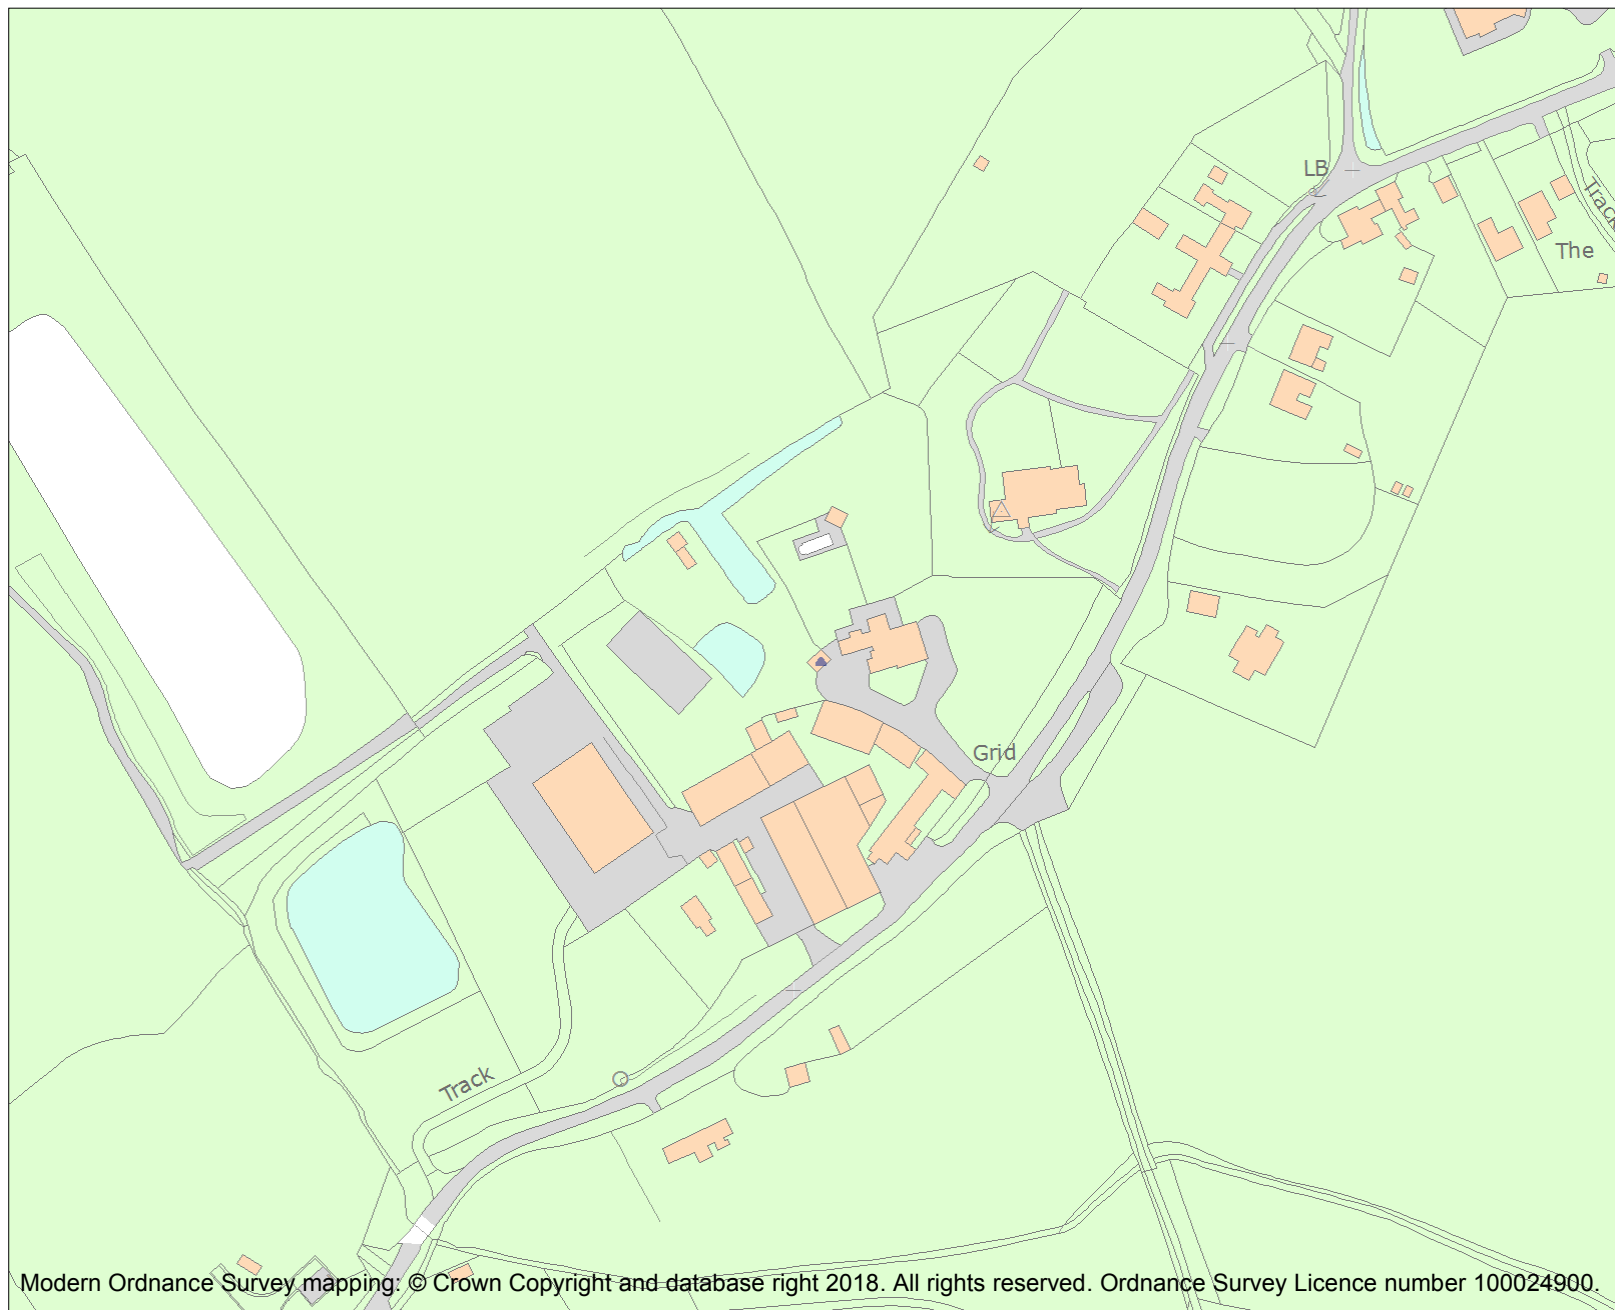 LB
Track
The
Grid
Track
Modern Ordnance Survey mapping: © Crown Copyright and database right 2018. All rights reserved. Ordnance Survey Licence number 100024900.